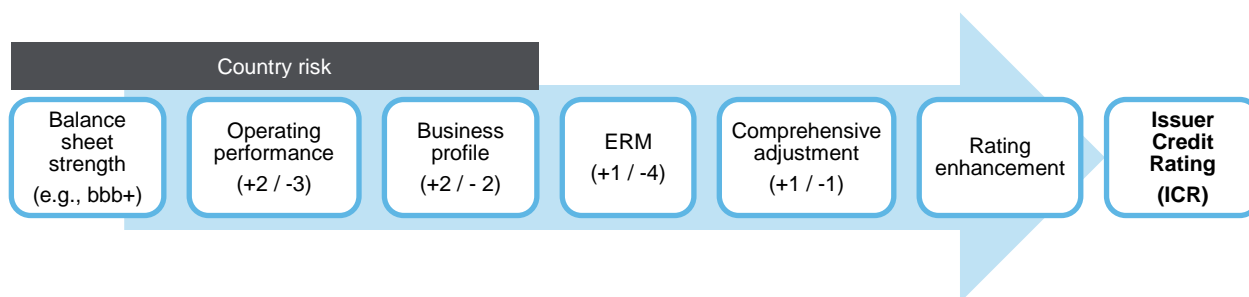 Country risk
Balance
sheet
strength
(e.g., bbb+)
Operating
performance
(+2 / -3)
Business
profile
(+2 / - 2)
ERM
(+1 / -4)
Comprehensive
adjustment
(+1 / -1)
Rating
enhancement
Issuer
Credit
Rating
(ICR)